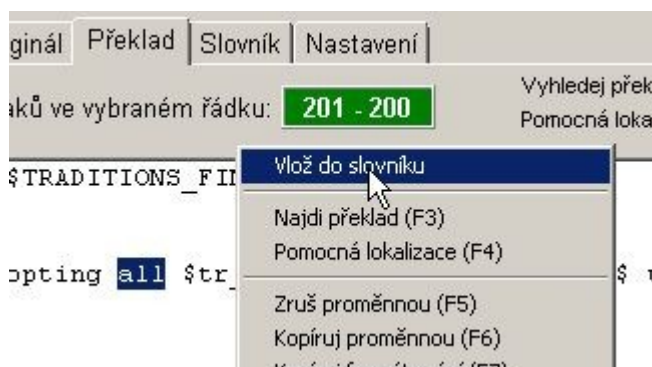 ginál Překlad Slovník Nastavení
aků ve vybraném řádku: 201 - 200
Vyhledej přek
Pomocná loka
$TRADITIONS_FI
Vlož do slovníku
Najdi překlad (F3)
Pomocná lokalizace (F4)
opting all $tr_ $
Zruš proměnnou (F5)
Kopíruj proměnnou (F6)